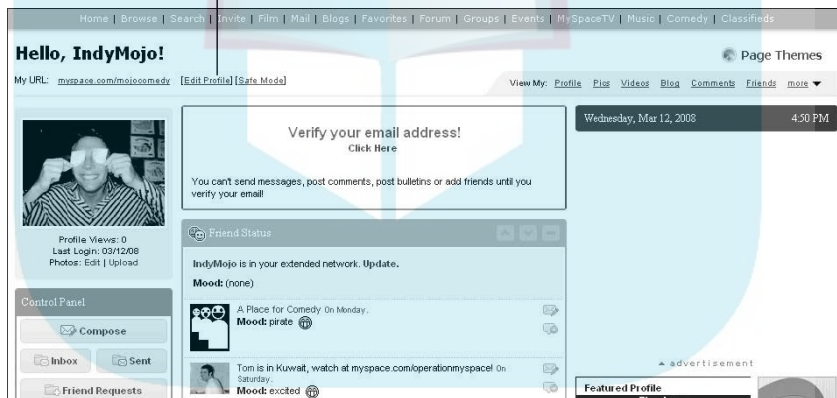 Home | Browse | Search | Invite | Film | Mail | Blogs | Favorites | Forum | Groups | Events | MySpaceTV | Music | Comedy | Classifieds
Hello, IndyMojo!
Page Themes
My URL: myspace.com/mojocomedy [Edit Profile] [Safe Mode]
View My: Profile Pics Videos Blog Comments Friends more
Verify your email address!
Click Here
You can't send messages, post comments, post bulletins or add friends until you
verify your email!
Wednesday, Mar 12, 2008 4:50 PM
Profile Views: 0
Last Login: 03/12/08
Photos: Edit | Upload
Friend Status
IndyMojo is in your extended network. Update.
Mood: (none)
A Place for Comedy On Monday.
Mood: pirate
Tom is in Kuwait, watch at myspace.com/operationmyspace! On
Saturday.
Mood: excited
Control Panel
Compose
Inbox Sent
Friend Requests
advertisement
Featured Profile